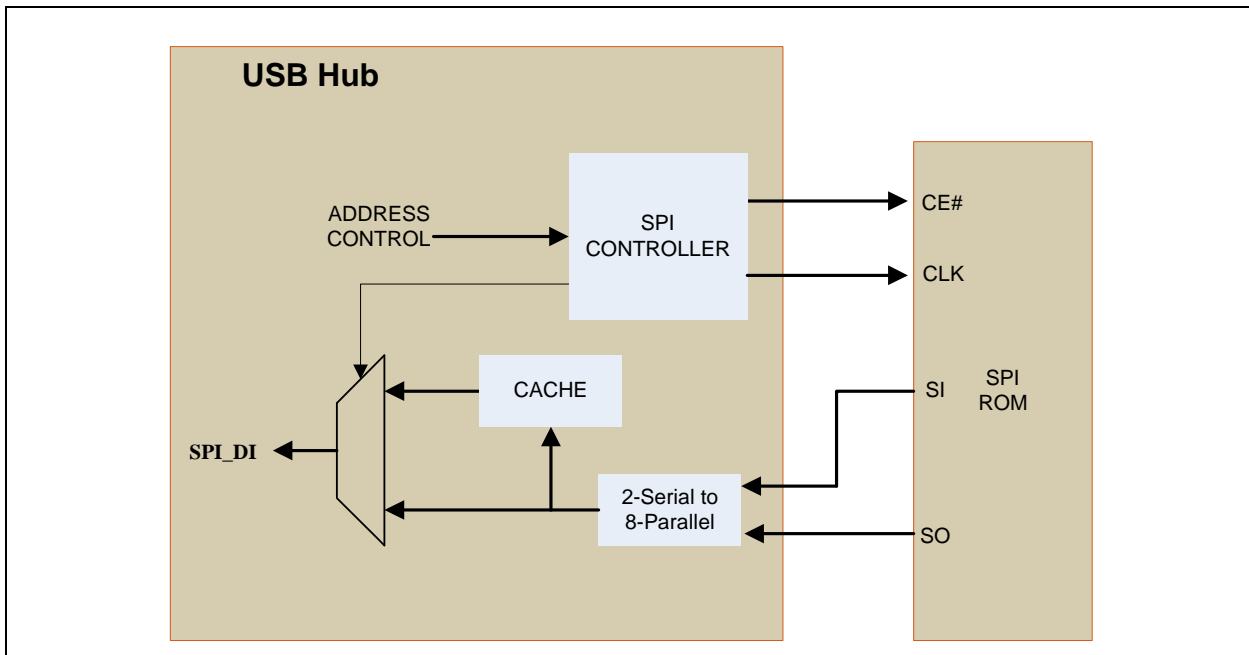 USB Hub
ADDRESS
CONTROL
SPI
CONTROLLER
CE#
CLK
CACHE
SI
SPI
ROM
SPI_DI
2-Serial to
8-Parallel
SO